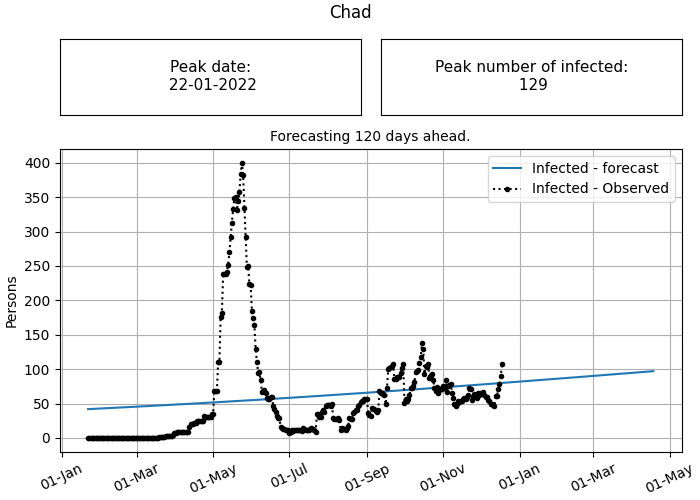 Chad
Peak date:
22-01-2022
Peak number of infected:
129
Forecasting 120 days ahead.
Infected - forecast
Infected - Observed
Persons
400
350
300
250
200
150
100
50
0
01-Jan
01-Mar
01-May
01-Jul
01-Sep
01-Nov
01-Jan
01-Mar
01-May